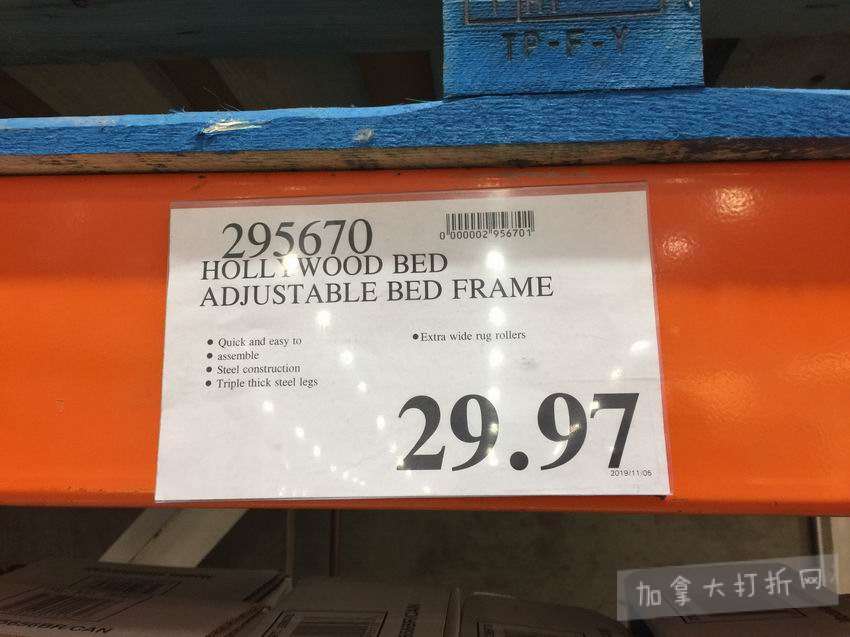 TP-F-Y
295670
0 000002 956701
HOLLYWOOD BED
ADJUSTABLE BED FRAME
• Quick and easy to
• assemble
• Steel construction
• Triple thick steel legs
• Extra wide rug rollers
29.97
2019/11/05
加拿大打折网